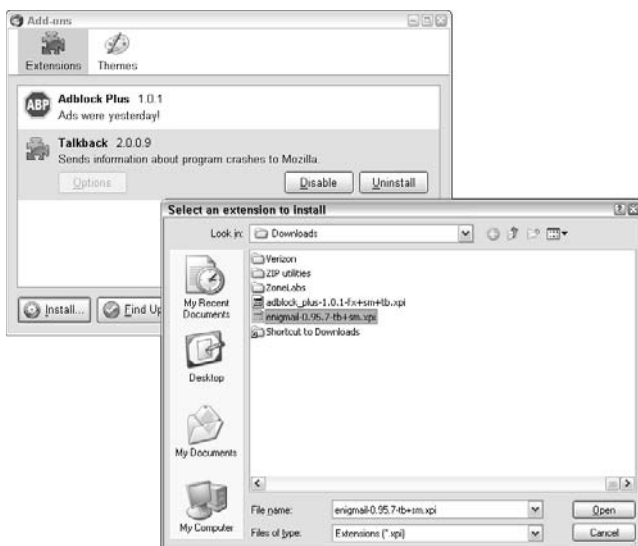 Add-ons
Extensions Themes
ABP Adblock Plus 1.0.1
Ads were yesterday!
Talkback 2.0.0.9
Sends information about program crashes to Mozilla.
Options Disable Uninstall
Install... Find Up
Select an extension to install
Look in: Downloads
My Recent Documents
Desktop
My Documents
My Computer
Verizon
ZIP utilities
ZoneLabs
adblock_plus-1.0.1-fx+sm+tb.xpi
enigmail-0.95.7-tb+sm.xpi
Shortcut to Downloads
File name: enigmail-0.95.7-tb+sm.xpi Open
Files of type: Extensions (*.xpi) Cancel